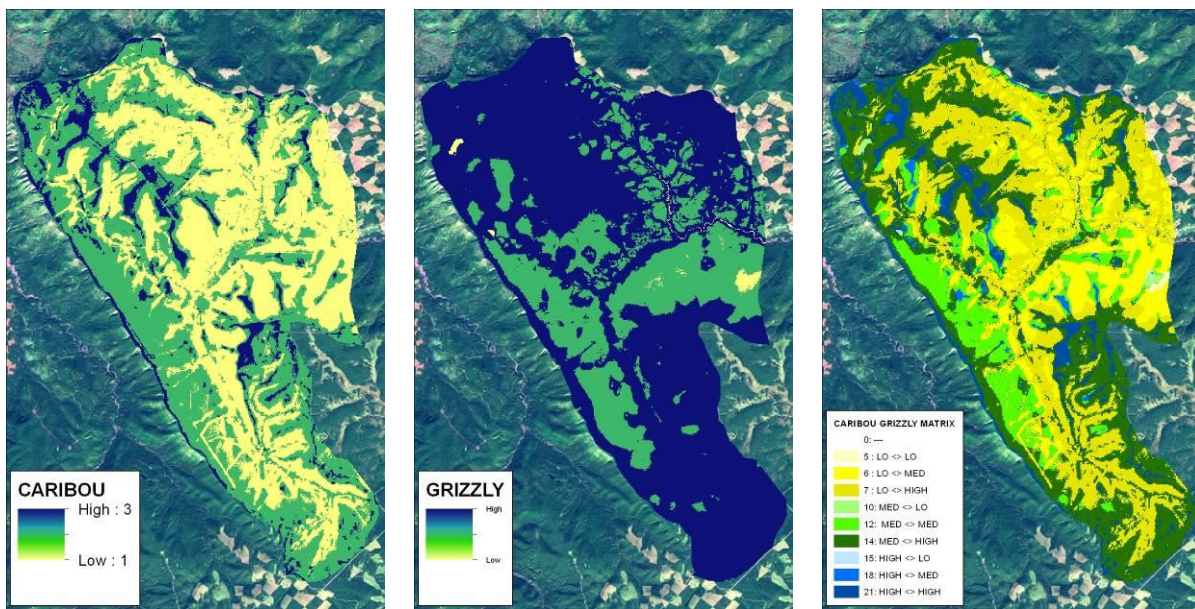 CARIBOU
High : 3
Low : 1
GRIZZLY
High
Low
CARIBOU GRIZZLY MATRIX
0: ---
5 : LO <> LO
6 : LO <> MED
7 : LO <> HIGH
10: MED <> LO
12: MED <> MED
14: MED <> HIGH
15: HIGH <> LO
18: HIGH <> MED
21: HIGH <> HIGH